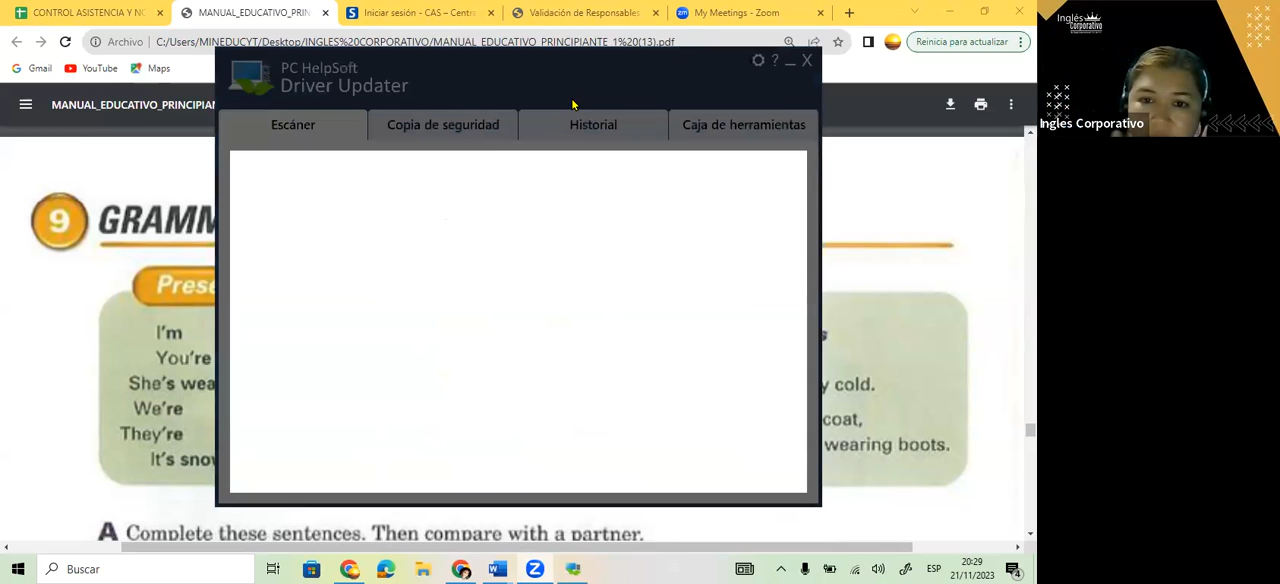 CONTROL ASISTENCIA Y NO
MANUAL_EDUCATIVO_PRIN
Iniciar sesión - CAS – Centr
Validación de Responsables
My Meetings - Zoom
Archivo
C:/Users/MINEDUCYT/Desktop/INGLES%20CORPORATIVO/MANUAL_EDUCATIVO_PRINCIPIANTE_1%20(13).pdf
Reinicia para actualizar
Gmail
YouTube
Maps
MANUAL_EDUCATIVO_PRINCIPIAN
PC HelpSoft
Driver Updater
Escáner
Copia de seguridad
Historial
Caja de herramientas
9 GRAMM
Prese
I'm
You're
She's wea
We're
They're
It's snow
y cold.
coat,
wearing boots.
A Complete these sentences. Then compare with a partner.
Inglés
Corporativo
Ingles Corporativo
Buscar
ESP
20:29
21/11/2023
4